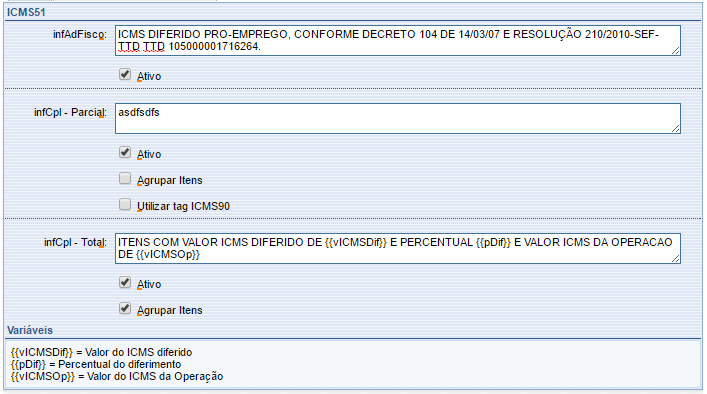 ICMS51
infAdFisco:
ICMS DIFERIDO PRO-EMPREGO, CONFORME DECRETO 104 DE 14/03/07 E RESOLUÇÃO 210/2010-SEF-
TTD TTD 105000001716264.
Ativo
infCpl - Parcial:
asdfsdfs
Ativo
Agrupar Itens
Utilizar tag ICMS90
infCpl - Total:
ITENS COM VALOR ICMS DIFERIDO DE {{vICMSDif}} E PERCENTUAL {{pDif}} E VALOR ICMS DA OPERACAO
DE {{vICMSOp}}
Ativo
Agrupar Itens
Variáveis
{{vICMSDif}} = Valor do ICMS diferido
{{pDif}} = Percentual do diferimento
{{vICMSOp}} = Valor do ICMS da Operação